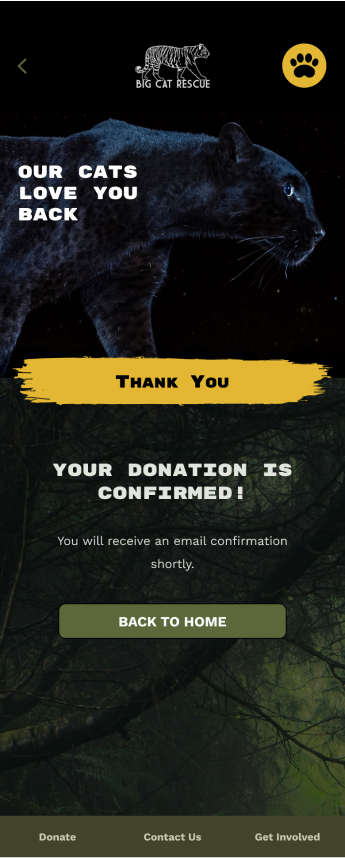 BIG CAT RESCUE
OUR CATS
LOVE YOU
BACK
Thank You
YOUR DONATION IS
CONFIRMED!
You will receive an email confirmation
shortly.
BACK TO HOME
Donate
Contact Us
Get Involved